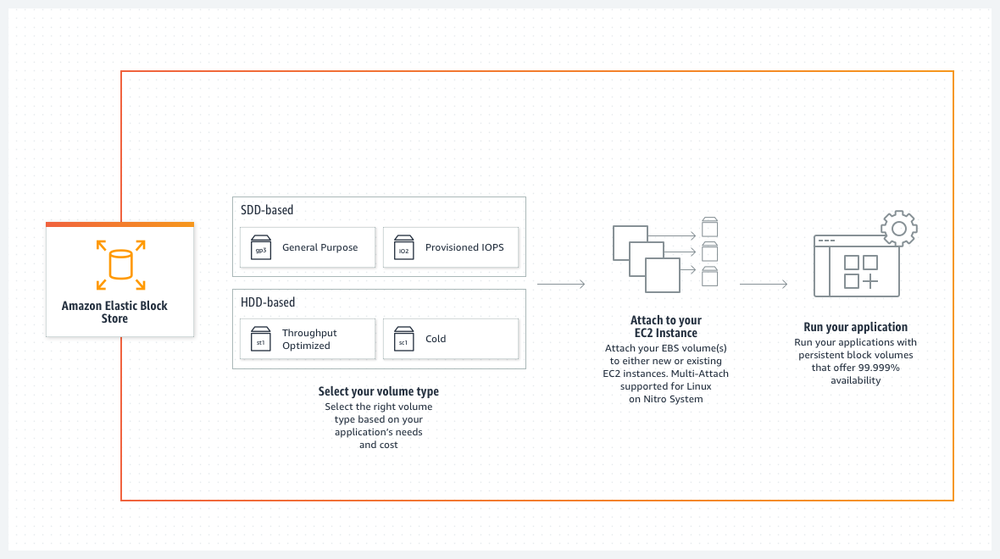 Amazon Elastic Block
Store
SDD-based
gp3
General Purpose
IO2
Provisioned IOPS
HDD-based
st1
Throughput
Optimized
sc1
Cold
Select your volume type
Select the right volume
type based on your
application's needs
and cost
Attach to your
EC2 Instance
Attach your EBS volume(s)
to either new or existing
EC2 instances. Multi-Attach
supported for Linux
on Nitro System
Run your application
Run your applications with
persistent block volumes
that offer 99.999%
availability